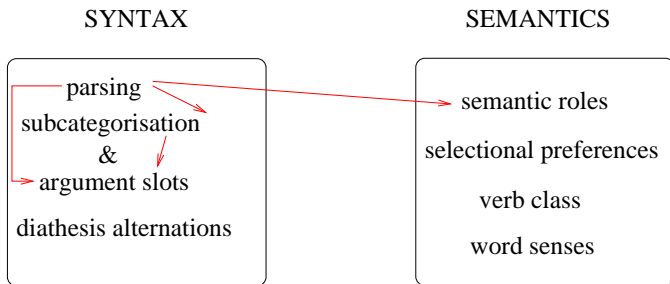 SYNTAX
SEMANTICS
parsing
subcategorisation
&
argument slots
diathesis alternations
semantic roles
selectional preferences
verb class
word senses